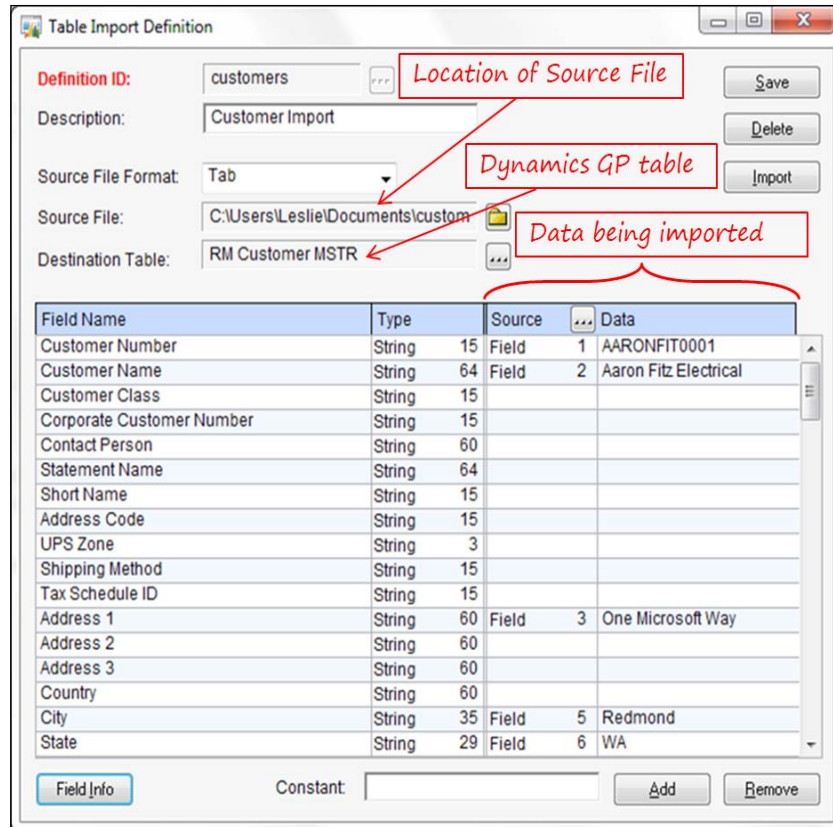 Table Import Definition
Definition ID: customers ... Location of Source File Save
Description: Customer Import Delete
Dynamics GP table
Source File Format: Tab Import
Source File: C:\Users\Leslie\Documents\custom
Data being imported
Destination Table: RM Customer MSTR ...
Field Name Type Source ... Data
Customer Number String 15 Field 1 AARONFIT0001
Customer Name String 64 Field 2 Aaron Fitz Electrical
Customer Class String 15
Corporate Customer Number String 15
Contact Person String 60
Statement Name String 64
Short Name String 15
Address Code String 15
UPS Zone String 3
Shipping Method String 15
Tax Schedule ID String 15
Address 1 String 60 Field 3 One Microsoft Way
Address 2 String 60
Address 3 String 60
Country String 60
City String 35 Field 5 Redmond
State String 29 Field 6 WA
Field Info Constant: Add Remove